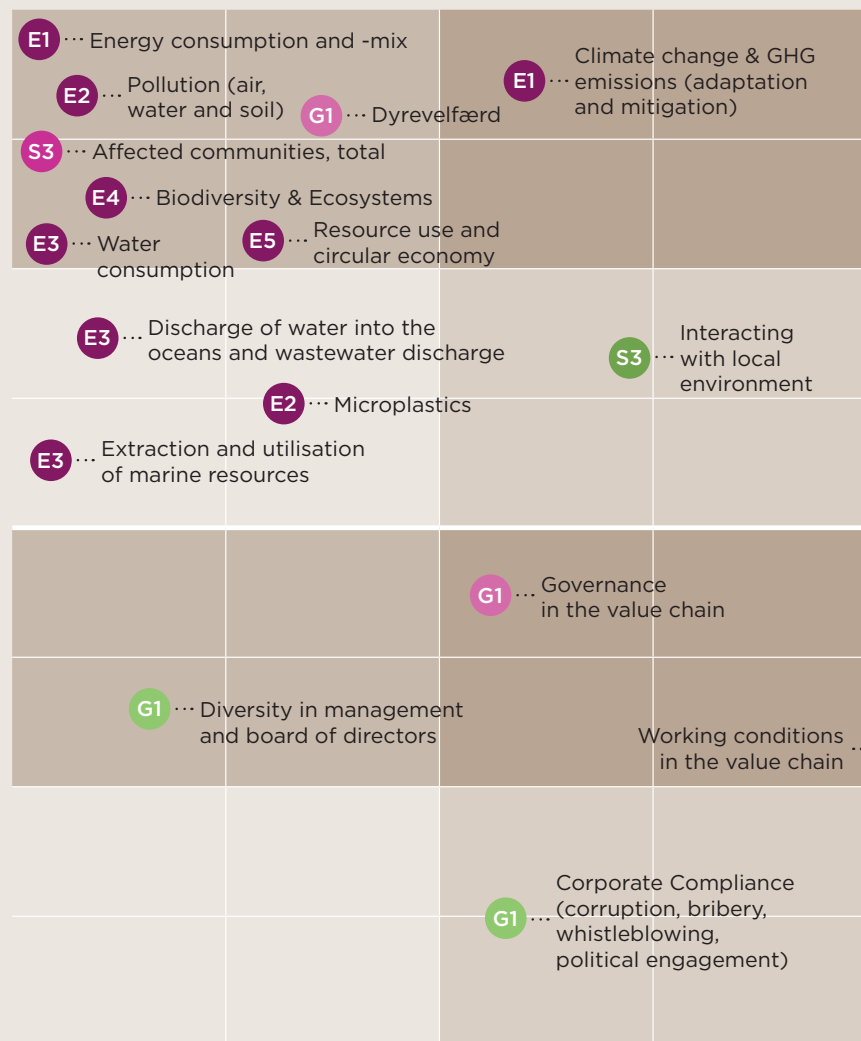 E1 ··· Energy consumption and -mix
E2 ··· Pollution (air,
water and soil)
G1 ··· Dyrevelfærd
E1 ··· Climate change & GHG
emissions (adaptation
and mitigation)
S3 ··· Affected communities, total
E4 ··· Biodiversity & Ecosystems
E3 ··· Water
consumption
E5 ··· Resource use and
circular economy
E3 ··· Discharge of water into the
oceans and wastewater discharge
S3 ··· Interacting
with local
environment
E2 ··· Microplastics
E3 ··· Extraction and utilisation
of marine resources
G1 ··· Governance
in the value chain
G1 ··· Diversity in management
and board of directors
Working conditions
in the value chain
G1 ··· Corporate Compliance
(corruption, bribery,
whistleblowing,
political engagement)